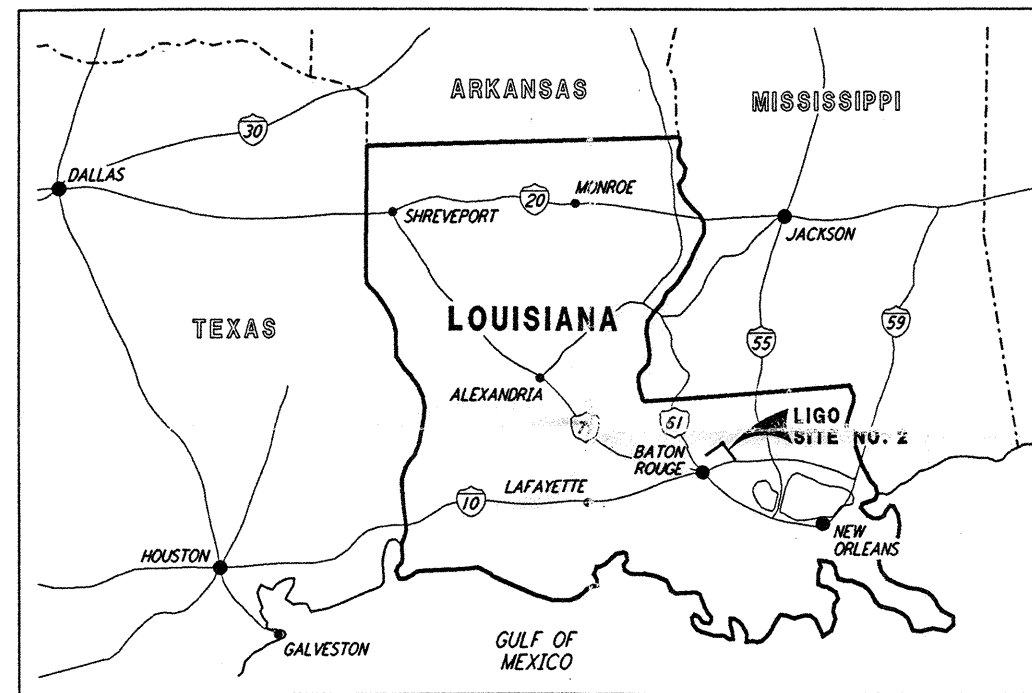 ARKANSAS
MISSISSIPPI
30
DALLAS
MONROE
20
SHREVEPORT
JACKSON
LOUISIANA
TEXAS
59
55
ALEXANDRIA
LIGO
SITE NO. 2
61
BATON
ROUGE
LAFAYETTE
10
NEW
ORLEANS
HOUSTON
GALVESTON
GULF OF
MEXICO